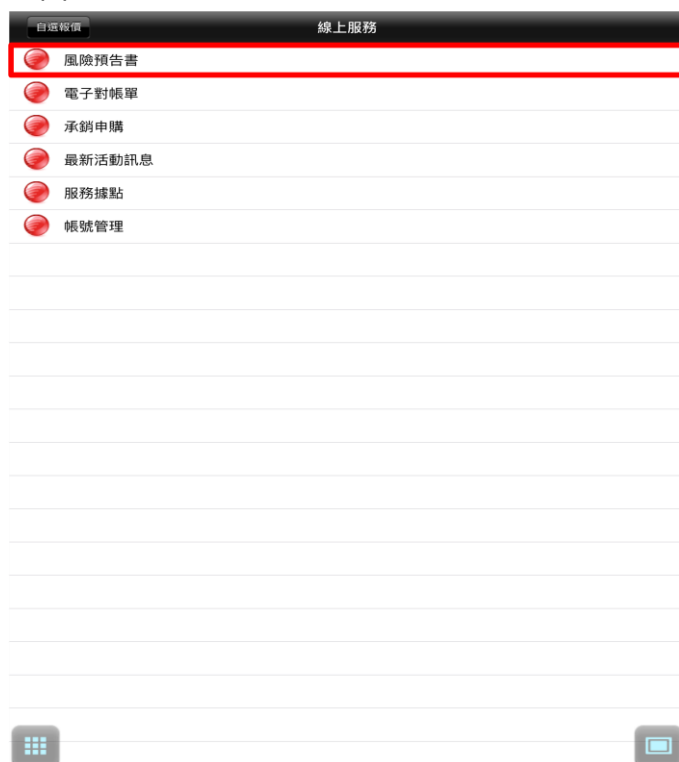 自選報價
線上服務
風險預告書
電子對帳單
承銷申購
最新活動訊息
服務據點
帳號管理